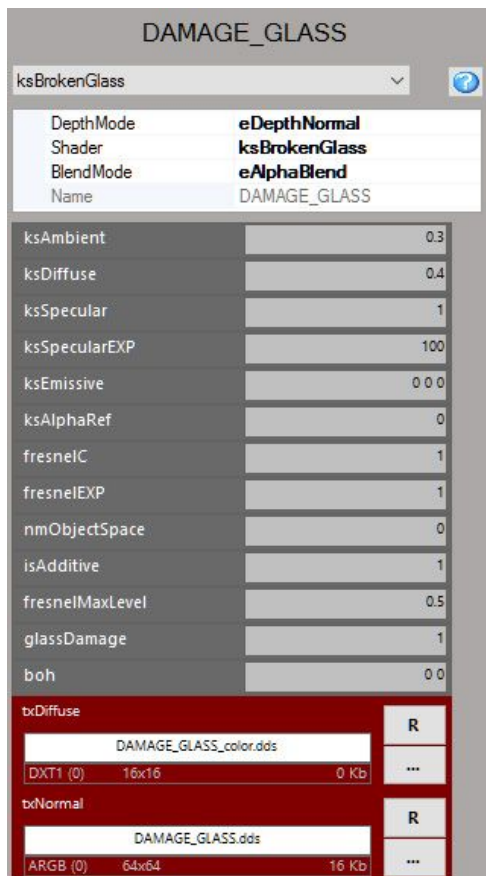 DAMAGE_GLASS
ksBrokenGlass
DepthMode eDepthNormal
Shader ksBrokenGlass
BlendMode eAlphaBlend
Name DAMAGE_GLASS
ksAmbient 0.3
ksDiffuse 0.4
ksSpecular 1
ksSpecularEXP 100
ksEmissive 0 0 0
ksAlphaRef 0
fresnelC 1
fresnelEXP 1
nmObjectSpace 0
isAdditive 1
fresnelMaxLevel 0.5
glassDamage 1
boh 0 0
txDiffuse
R
DAMAGE_GLASS_color.dds
DXT1 (0) 16x16 0 Kb ...
txNormal
R
DAMAGE_GLASS.dds
ARGB (0) 64x64 16 Kb ...